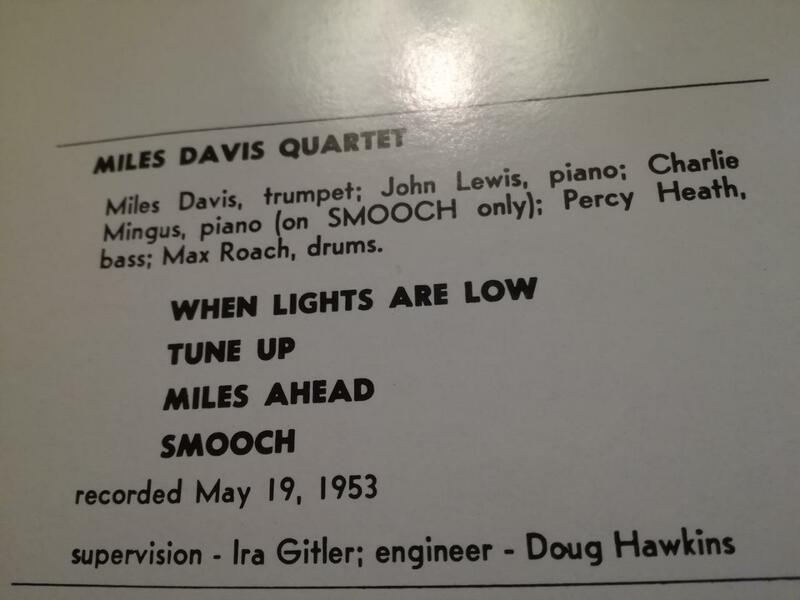 MILES DAVIS QUARTET
Miles Davis, trumpet; John Lewis, piano; Charlie
Mingus, piano (on SMOOCH only); Percy Heath,
bass; Max Roach, drums.
WHEN LIGHTS ARE LOW
TUNE UP
MILES AHEAD
SMOOCH
recorded May 19, 1953
supervision - Ira Gitler; engineer - Doug Hawkins